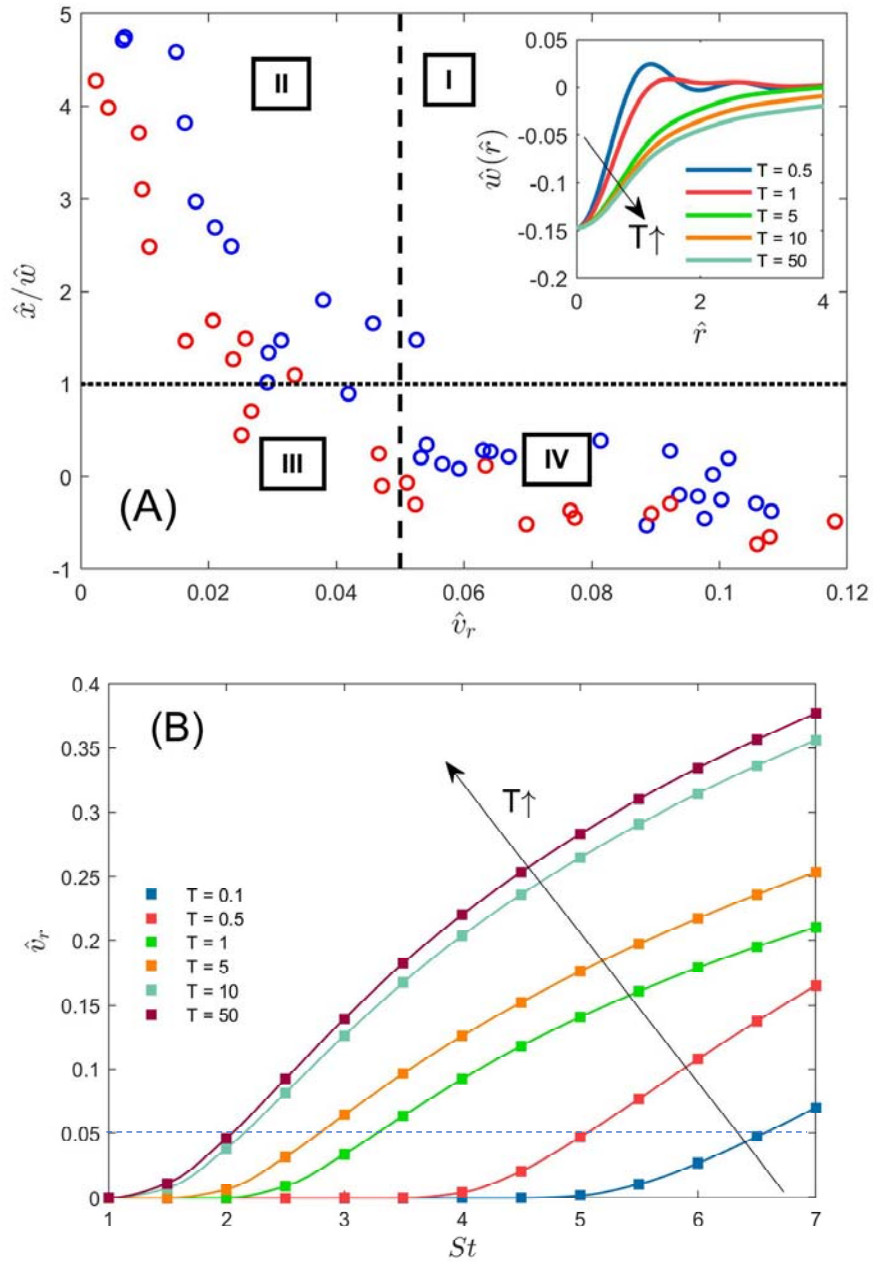 5
4
3
2
1
0
-1
x̂/ŵ
0
0.02
0.04
0.06
0.08
0.1
0.12
v̂_r
II
I
III
IV
(A)
0.05
0
-0.05
-0.1
-0.15
-0.2
ŵ(r̂)
0
2
4
r̂
T↑
T = 0.5
T = 1
T = 5
T = 10
T = 50
(B)
0.4
0.35
0.3
0.25
0.2
0.15
0.1
0.05
0
v̂_r
T↑
T = 0.1
T = 0.5
T = 1
T = 5
T = 10
T = 50
1
2
3
4
5
6
7
St